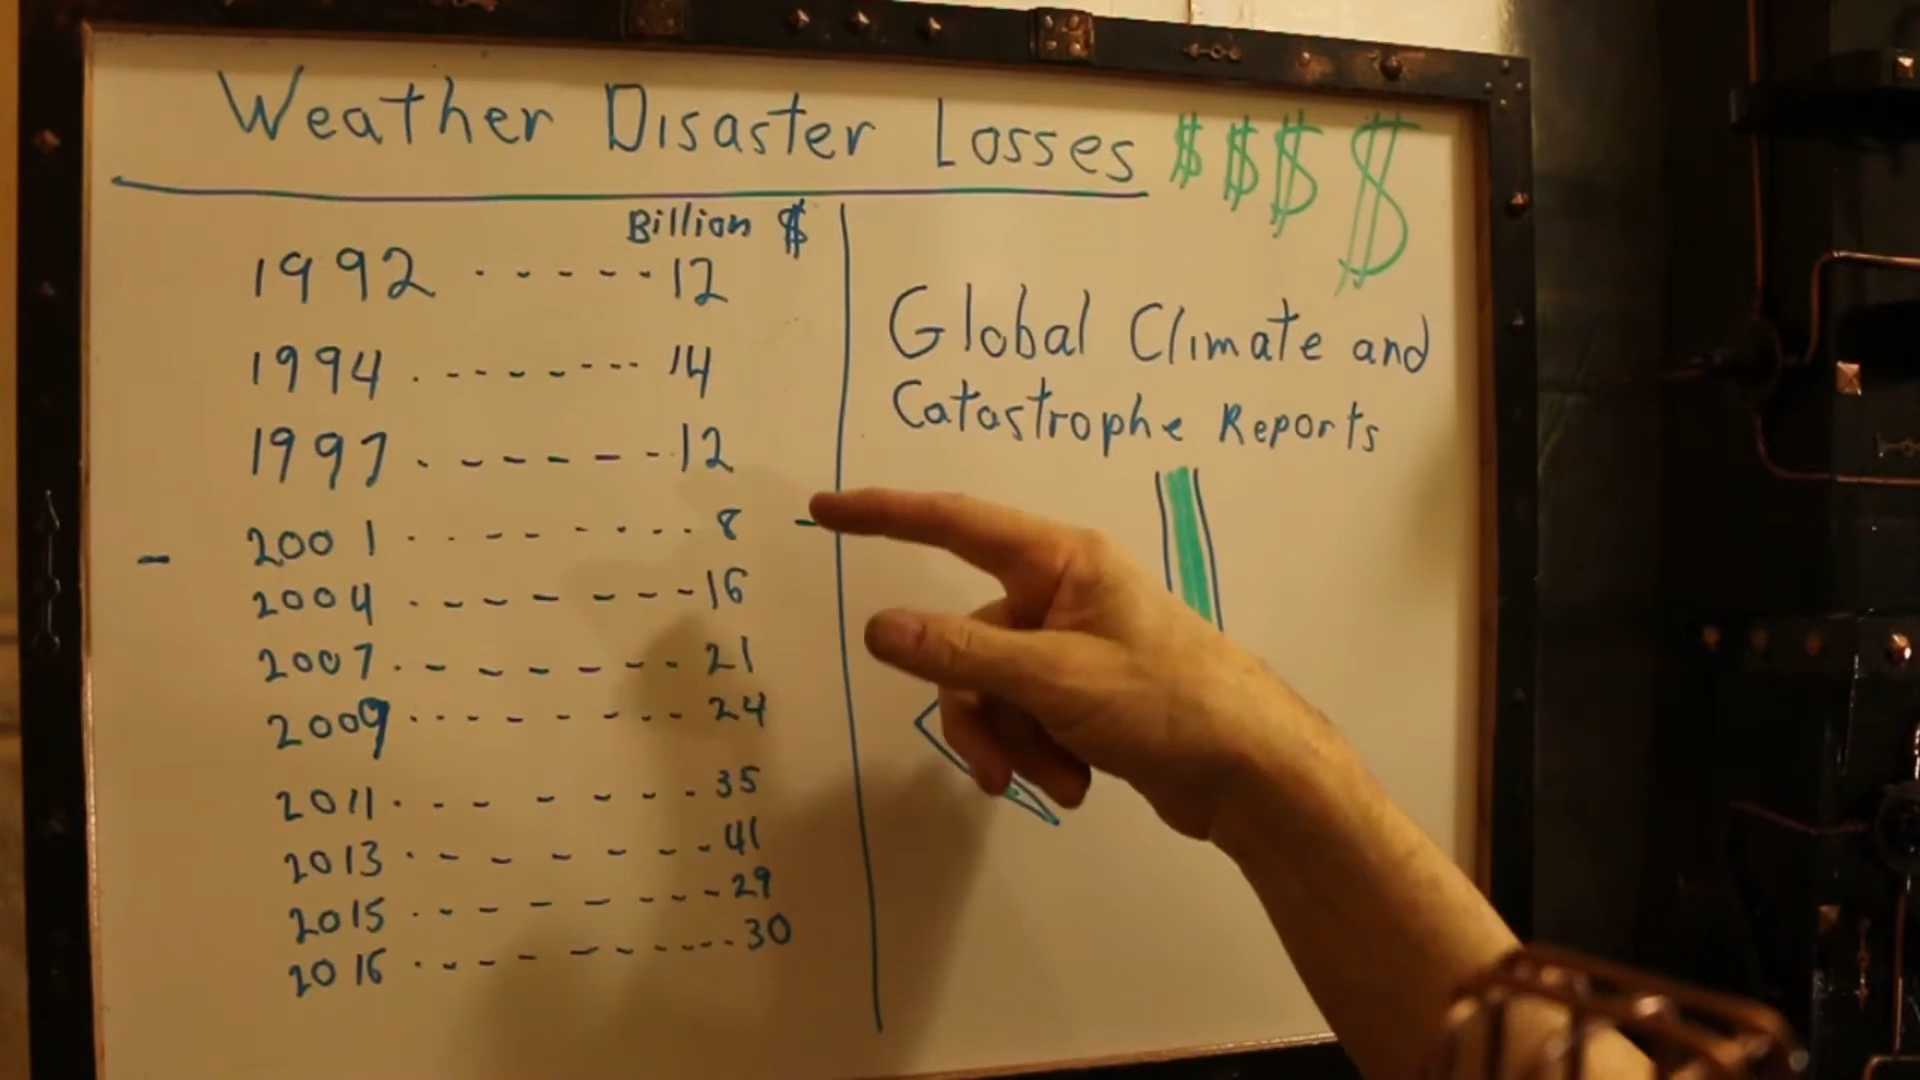 Weather Disaster Losses $ $ $ $
Billion $
1992 ----- 12
1994 ------- 14
1997 ------- 12
- 2001 -------- 8 -
2004 ------- 16
2007 ------- 21
2009 -------- 24
2011 ------- 35
2013 ------- 41
2015 ------- 29
2016 --------- 30
Global Climate and
Catastrophe Reports